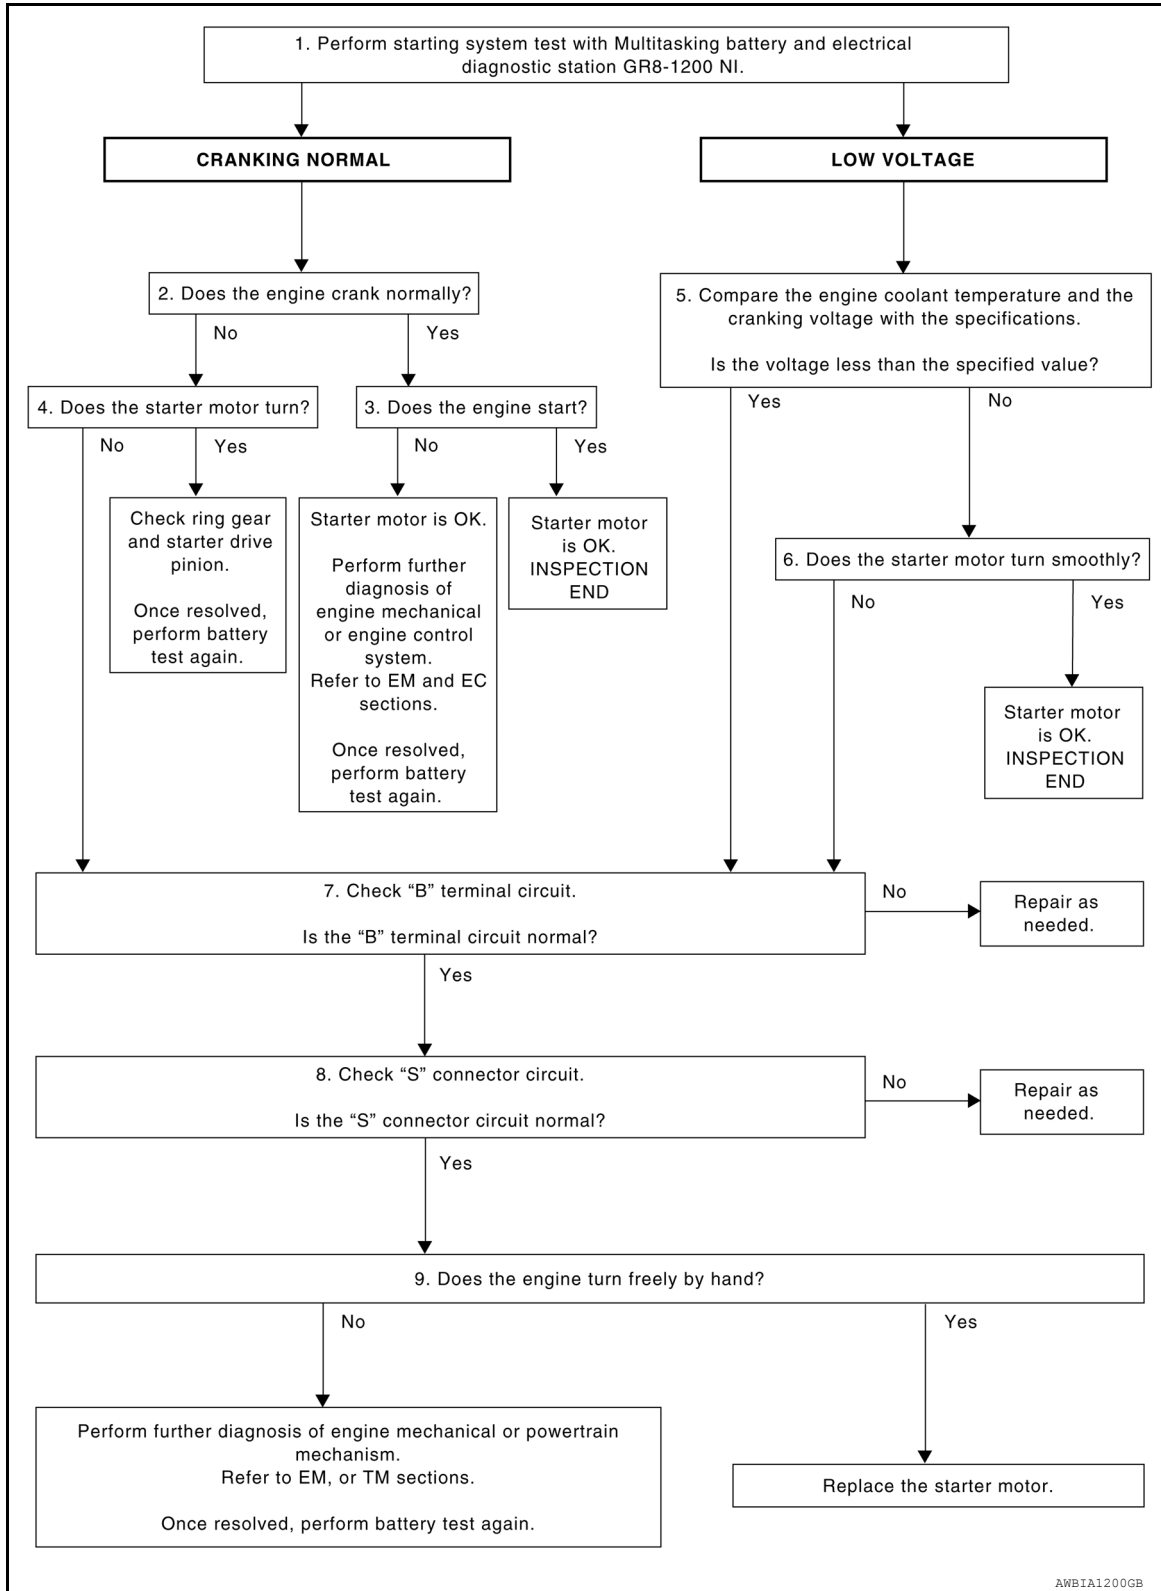 1. Perform starting system test with Multitasking battery and electrical
diagnostic station GR8-1200 NI.
CRANKING NORMAL
LOW VOLTAGE
2. Does the engine crank normally?
No
Yes
4. Does the starter motor turn?
No
Yes
3. Does the engine start?
No
Yes
Check ring gear
and starter drive
pinion.
Once resolved,
perform battery
test again.
Starter motor is OK.
Perform further
diagnosis of
engine mechanical
or engine control
system.
Refer to EM and EC
sections.
Once resolved,
perform battery
test again.
Starter motor
is OK.
INSPECTION
END
5. Compare the engine coolant temperature and the
cranking voltage with the specifications.
Is the voltage less than the specified value?
Yes
No
6. Does the starter motor turn smoothly?
No
Yes
Starter motor
is OK.
INSPECTION
END
7. Check “B” terminal circuit.
Is the “B” terminal circuit normal?
No
Repair as
needed.
Yes
8. Check “S” connector circuit.
Is the “S” connector circuit normal?
No
Repair as
needed.
Yes
9. Does the engine turn freely by hand?
No
Yes
Perform further diagnosis of engine mechanical or powertrain
mechanism.
Refer to EM, or TM sections.
Once resolved, perform battery test again.
Replace the starter motor.
AWBIA1200GB